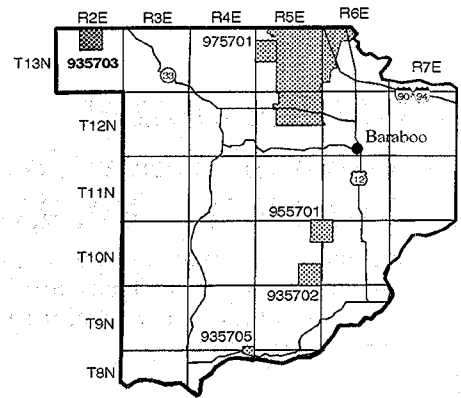 R2E R3E R4E R5E R6E
975701
R7E
T13N
935703
33
90 94
T12N
Baraboo
12
T11N
955701
T10N
935702
T9N
935705
T8N